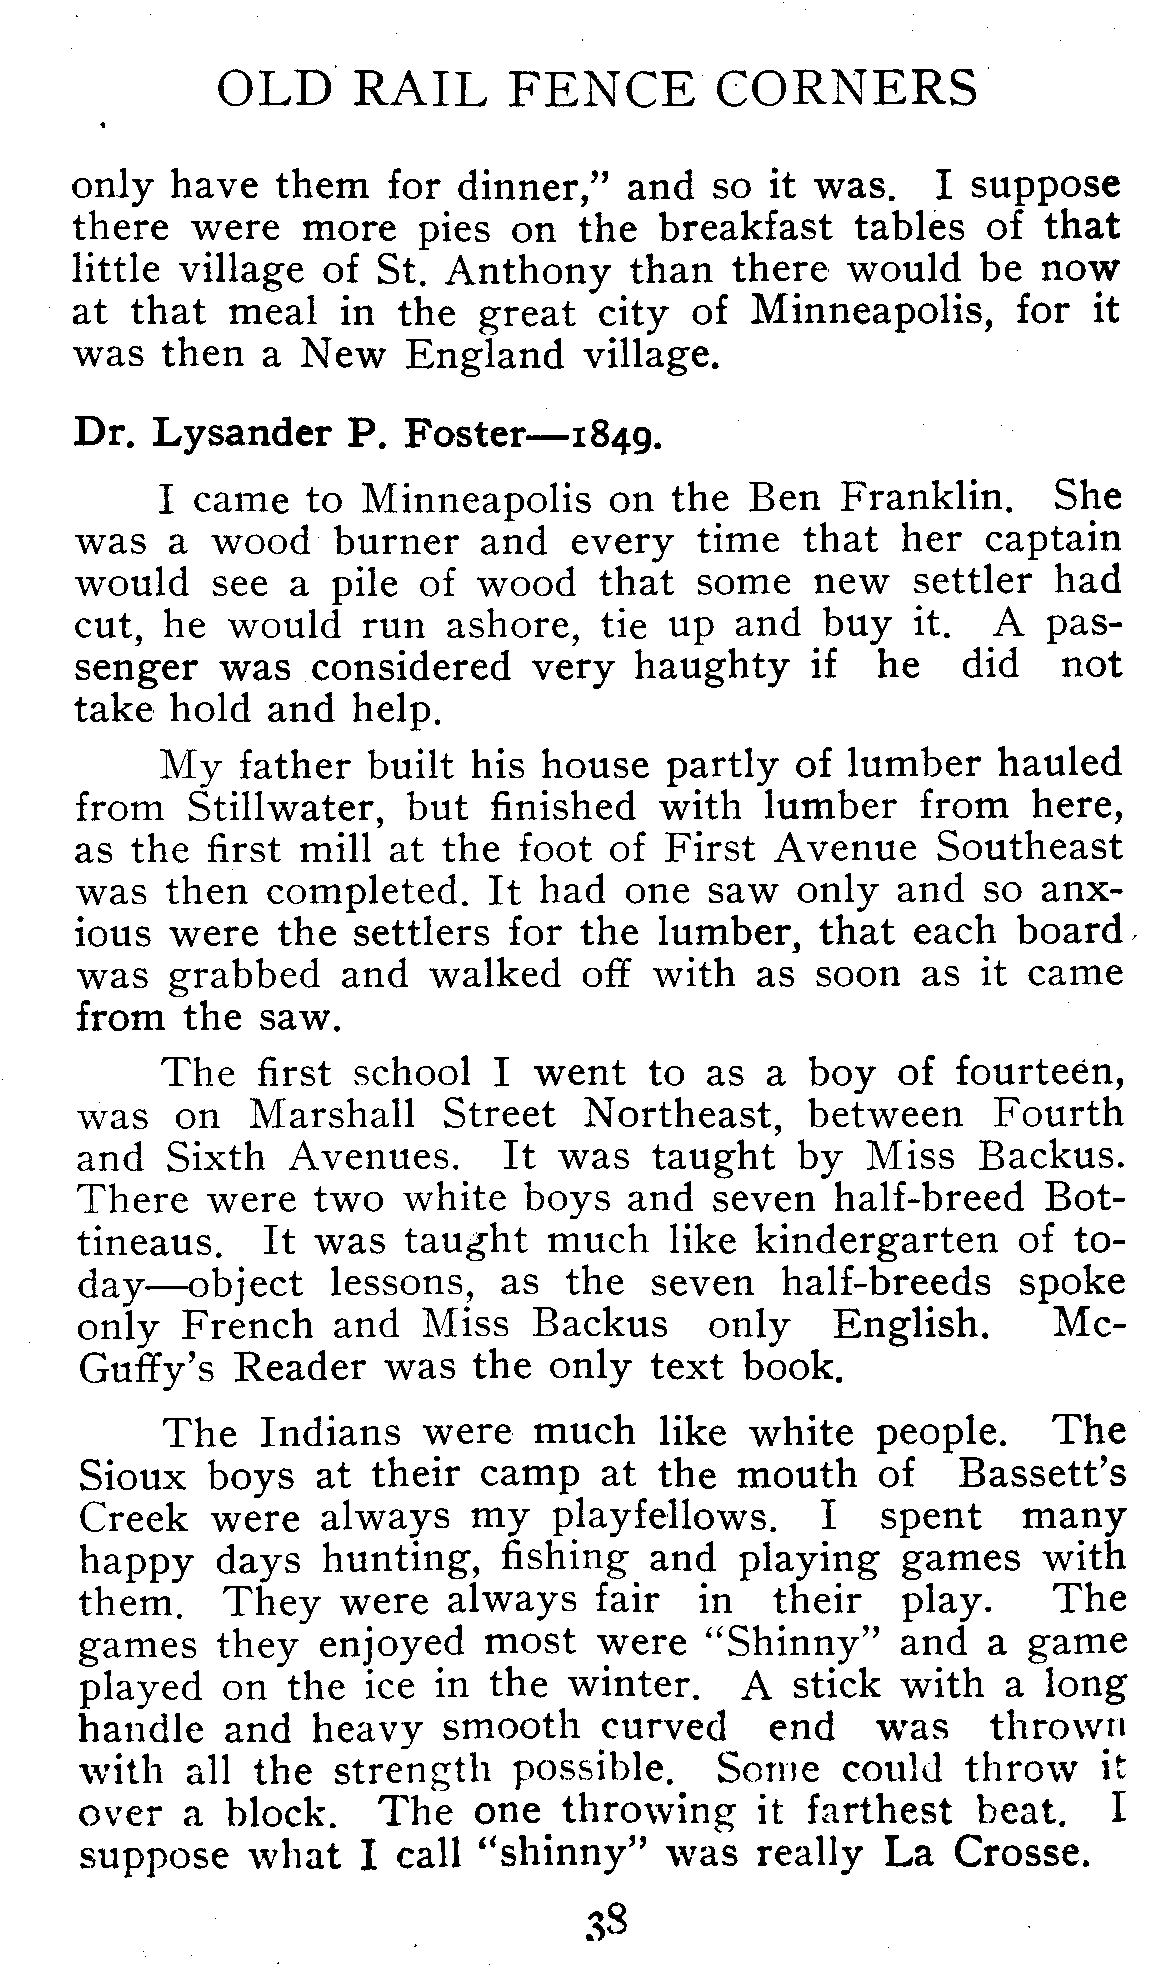 OLD RAIL FENCE CORNERS
only have them for dinner,” and so it was. I suppose
there were more pies on the breakfast tables of that
little village of St. Anthony than there would be now
at that meal in the great city of Minneapolis, for it
was then a New England village.
Dr. Lysander P. Foster—1849.
I came to Minneapolis on the Ben Franklin. She
was a wood burner and every time that her captain
would see a pile of wood that some new settler had
cut, he would run ashore, tie up and buy it. A pas-
senger was considered very haughty if he did not
take hold and help.
My father built his house partly of lumber hauled
from Stillwater, but finished with lumber from here,
as the first mill at the foot of First Avenue Southeast
was then completed. It had one saw only and so anx-
ious were the settlers for the lumber, that each board
was grabbed and walked off with as soon as it came
from the saw.
The first school I went to as a boy of fourteen,
was on Marshall Street Northeast, between Fourth
and Sixth Avenues. It was taught by Miss Backus.
There were two white boys and seven half-breed Bot-
tineaus. It was taught much like kindergarten of to-
day—object lessons, as the seven half-breeds spoke
only French and Miss Backus only English. Mc-
Guffy’s Reader was the only text book.
The Indians were much like white people. The
Sioux boys at their camp at the mouth of Bassett’s
Creek were always my playfellows. I spent many
happy days hunting, fishing and playing games with
them. They were always fair in their play. The
games they enjoyed most were “Shinny” and a game
played on the ice in the winter. A stick with a long
handle and heavy smooth curved end was thrown
with all the strength possible. Some could throw it
over a block. The one throwing it farthest beat. I
suppose what I call “shinny” was really La Crosse.
38